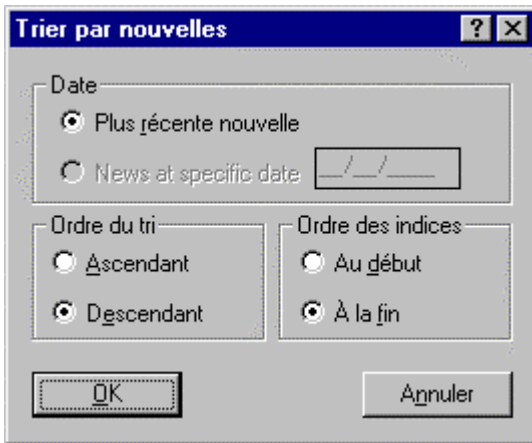 Trier par nouvelles
Date
Plus récente nouvelle
News at specific date __/__/____
Ordre du tri
Ascendant
Descendant
Ordre des indices
Au début
À la fin
OK
Annuler